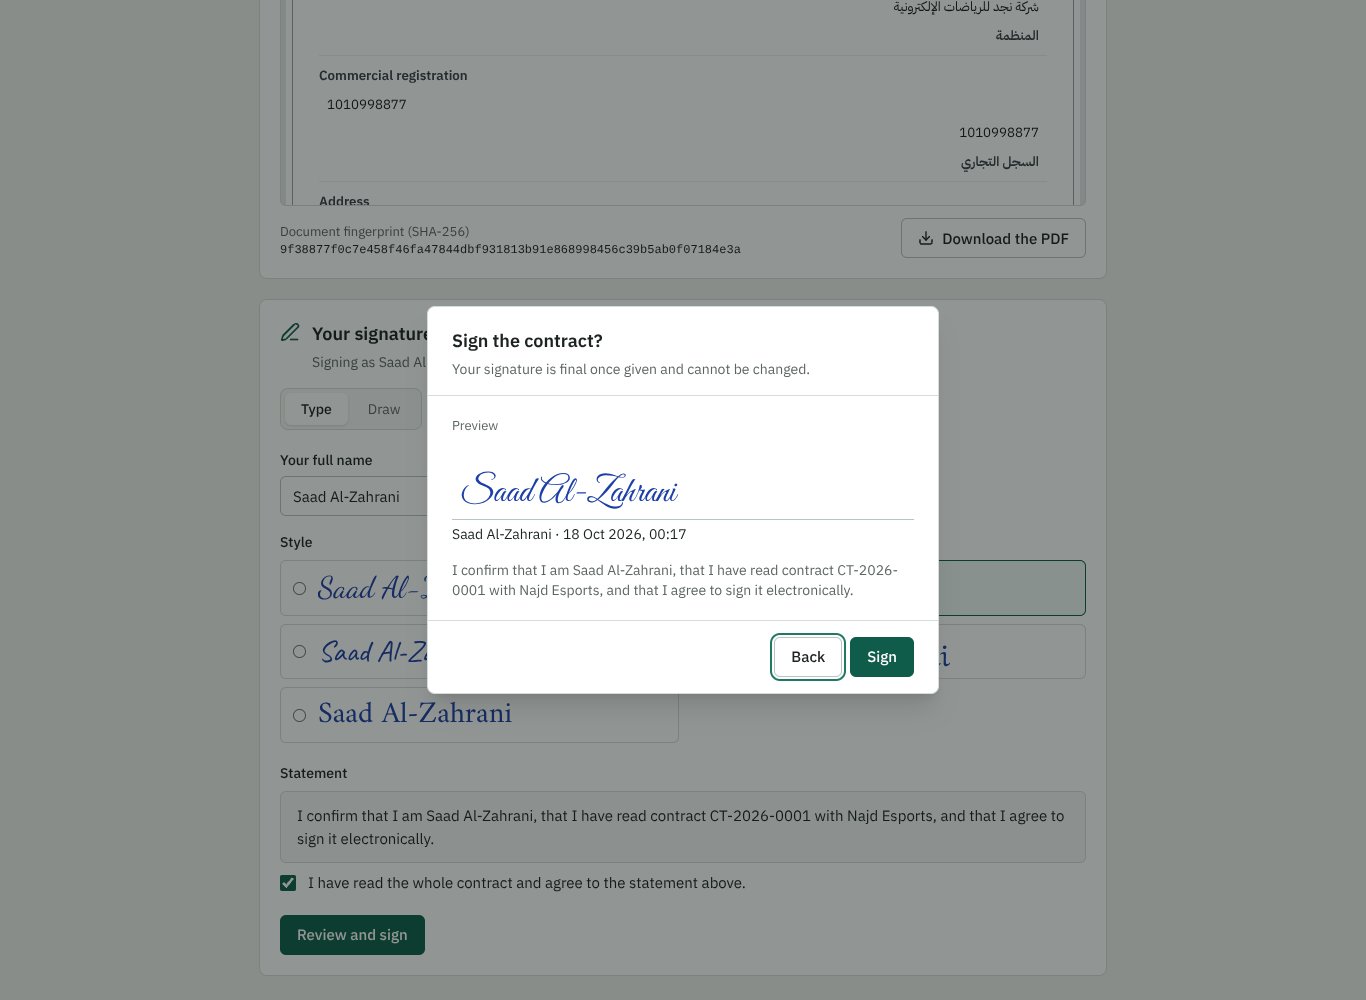 شركة نجد للرياضات الإلكترونية
المنظمة
Commercial registration
1010998877
1010998877
السجل التجاري
Address
Document fingerprint (SHA-256)
9f38877f0c7e458f46fa47844dbf931813b91e868998456c39b5ab0f07184e3a
Download the PDF
Your signature
Signing as Saad Al
Type
Draw
Your full name
Saad Al-Zahrani
Style
Saad Al-Z
Saad Al-Za
Saad Al-Zahrani
Sign the contract?
Your signature is final once given and cannot be changed.
Preview
Saad Al-Zahrani
Saad Al-Zahrani · 18 Oct 2026, 00:17
I confirm that I am Saad Al-Zahrani, that I have read contract CT-2026-
0001 with Najd Esports, and that I agree to sign it electronically.
Back
Sign
Statement
I confirm that I am Saad Al-Zahrani, that I have read contract CT-2026-0001 with Najd Esports, and that I agree to
sign it electronically.
I have read the whole contract and agree to the statement above.
Review and sign